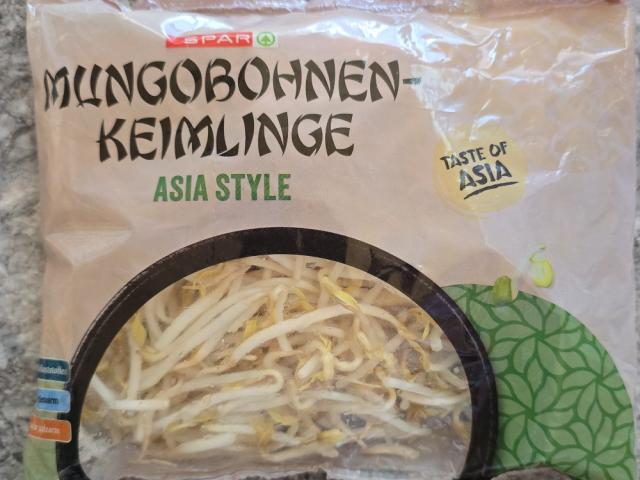 SPAR
MUNGOBOHNEN-
KEIMLINGE
ASIA STYLE
TASTE OF
ASIA